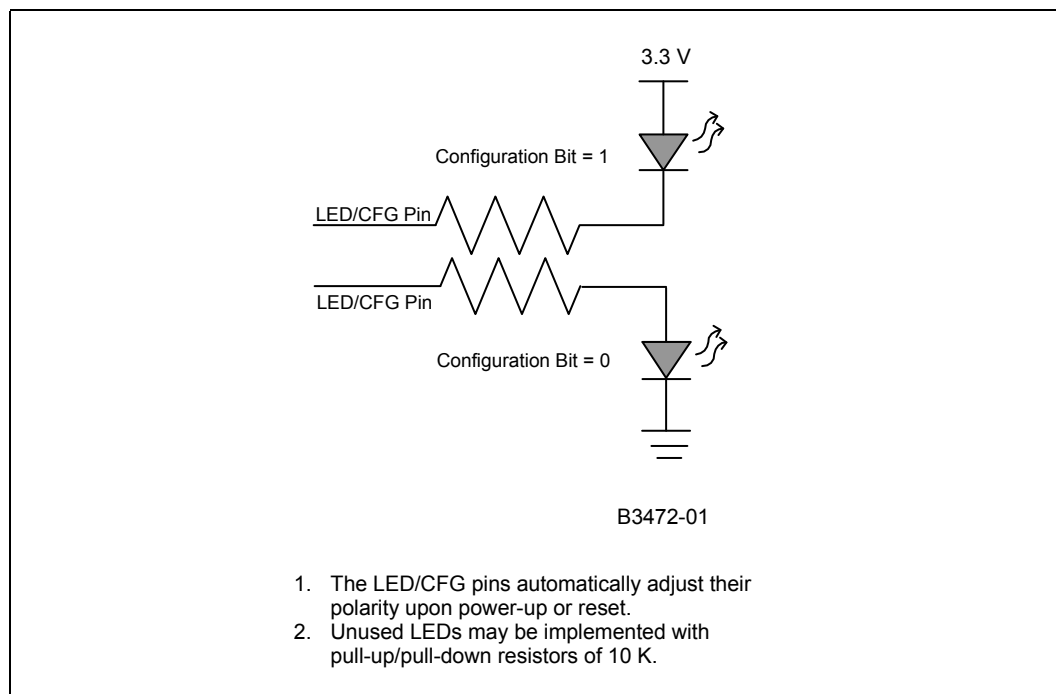 3.3 V
Configuration Bit = 1
LED/CFG Pin
LED/CFG Pin
Configuration Bit = 0
B3472-01
1. The LED/CFG pins automatically adjust their
polarity upon power-up or reset.
2. Unused LEDs may be implemented with
pull-up/pull-down resistors of 10 K.